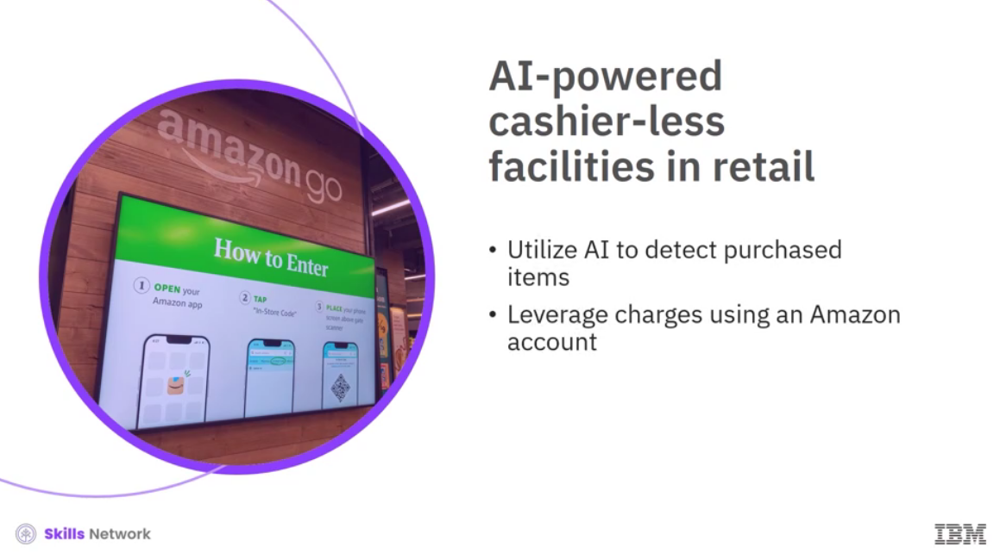 AI-powered
cashier-less
facilities in retail
• Utilize AI to detect purchased
items
• Leverage charges using an Amazon
account
amazon go
How to Enter
1 OPEN your
Amazon app
2 TAP
"In-Store Code"
3 PLACE your phone
screen above gate
scanner
Skills Network
IBM